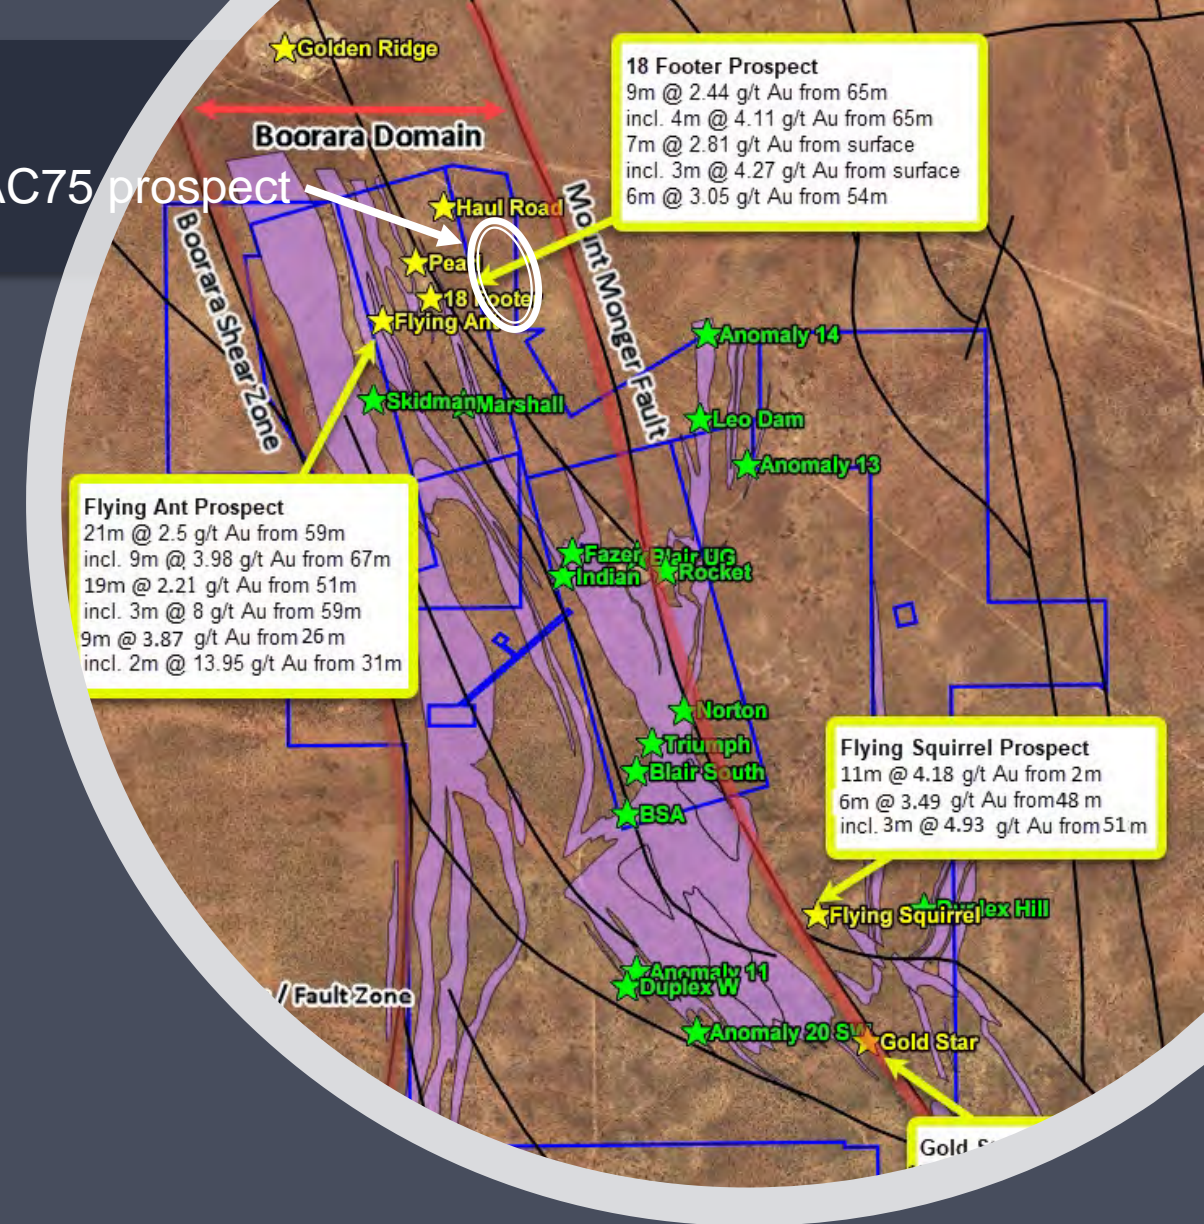 Golden Ridge
Boorara Domain
AC75 prospect
18 Footer Prospect
9m @ 2.44 g/t Au from 65m
incl. 4m @ 4.11 g/t Au from 65m
7m @ 2.81 g/t Au from surface
incl. 3m @ 4.27 g/t Au from surface
6m @ 3.05 g/t Au from 54m
Haul Road
Pearl
18 Footer
Flying Ant
Boorara Shear Zone
Mount Monger Fault
Anomaly 14
Skidman
Marshall
Leo Dam
Anomaly 13
Flying Ant Prospect
21m @ 2.5 g/t Au from 59m
incl. 9m @ 3.98 g/t Au from 67m
19m @ 2.21 g/t Au from 51m
incl. 3m @ 8 g/t Au from 59m
9m @ 3.87 g/t Au from 26 m
incl. 2m @ 13.95 g/t Au from 31m
Fazer
Blair UG
Indian
Rocket
Norton
Triumph
Blair South
BSA
Flying Squirrel Prospect
11m @ 4.18 g/t Au from 2m
6m @ 3.49 g/t Au from 48 m
incl. 3m @ 4.93 g/t Au from 51 m
Flying Squirrel
Duplex Hill
Anomaly 11
Duplex W
/ Fault Zone
Anomaly 20 SW
Gold Star
Gold